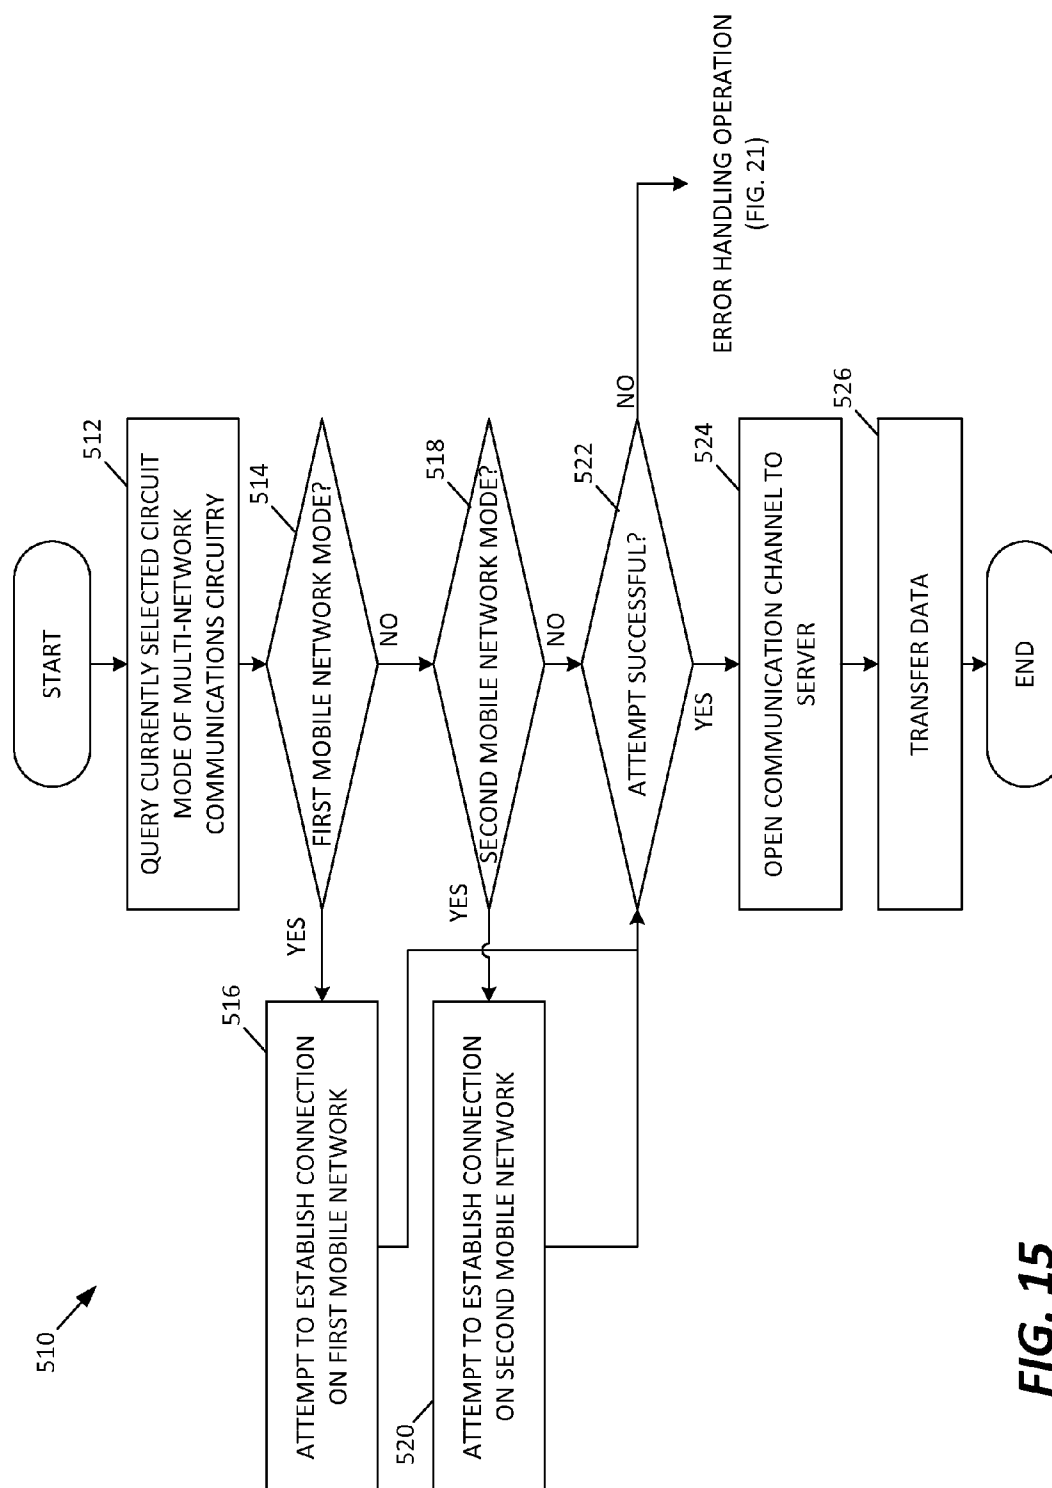 510
START
512
QUERY CURRENTLY SELECTED CIRCUIT
MODE OF MULTI-NETWORK
COMMUNICATIONS CIRCUITRY
514
FIRST MOBILE NETWORK MODE?
YES
NO
516
ATTEMPT TO ESTABLISH CONNECTION
ON FIRST MOBILE NETWORK
518
SECOND MOBILE NETWORK MODE?
YES
NO
520
ATTEMPT TO ESTABLISH CONNECTION
ON SECOND MOBILE NETWORK
522
ATTEMPT SUCCESSFUL?
NO
YES
ERROR HANDLING OPERATION
(FIG. 21)
524
OPEN COMMUNICATION CHANNEL TO
SERVER
526
TRANSFER DATA
END
FIG. 15